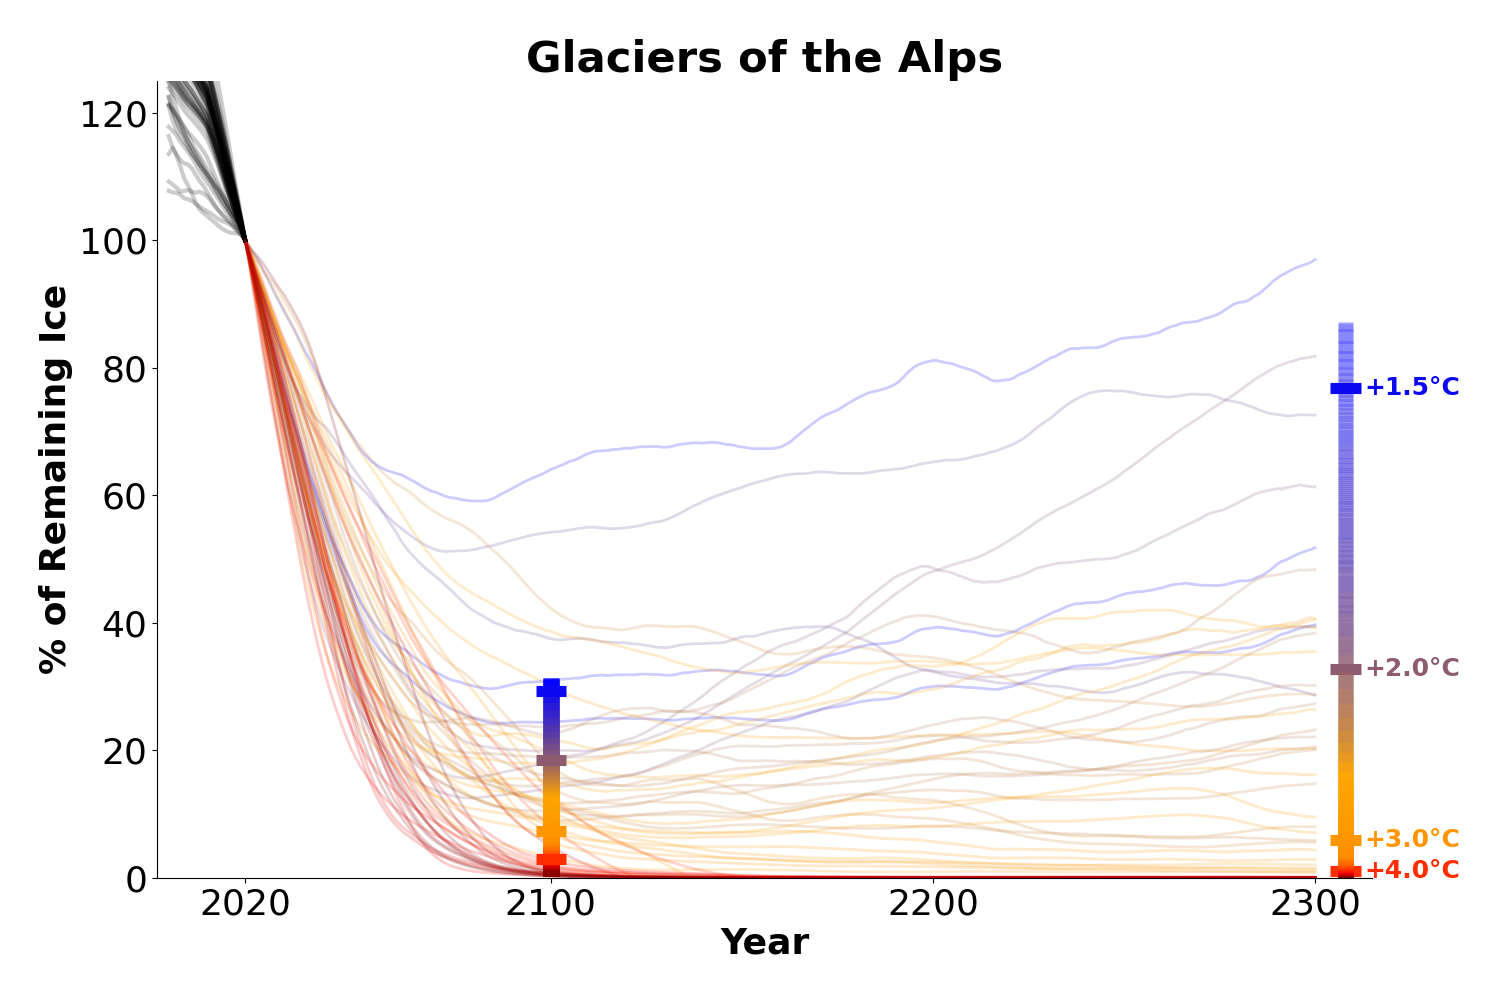 Glaciers of the Alps
% of Remaining Ice
120
100
80
60
40
20
0
+1.5°C
+2.0°C
+3.0°C
+4.0°C
2020 2100 2200 2300
Year